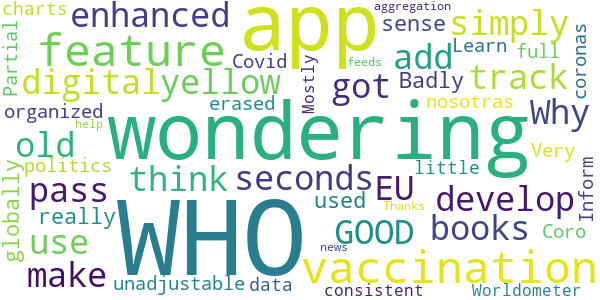 charts enhanced app aggregation
Partial feature sense simply
Covid Learn full coronas
digital yellow Mostly feeds add
got Badly track
organized erased nosotras Why
old think seconds wondering
help politics used little Very
globally pass really WHO EU develop Inform
use GOOD books Coro
make Thanks
unadjustable data news vaccination
consistent Worldometer